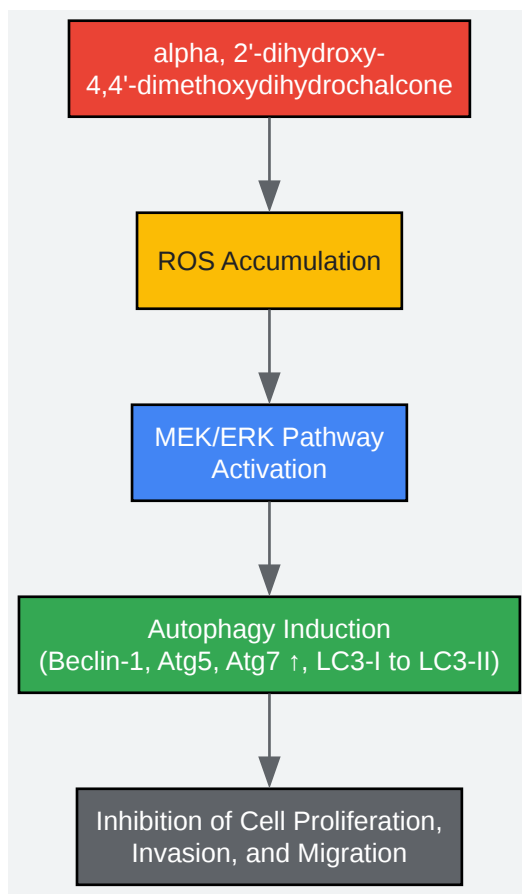 alpha, 2'-dihydroxy-
4,4'-dimethoxydihydrochalcone
ROS Accumulation
MEK/ERK Pathway
Activation
Autophagy Induction
(Beclin-1, Atg5, Atg7 ↑, LC3-I to LC3-II)
Inhibition of Cell Proliferation,
Invasion, and Migration